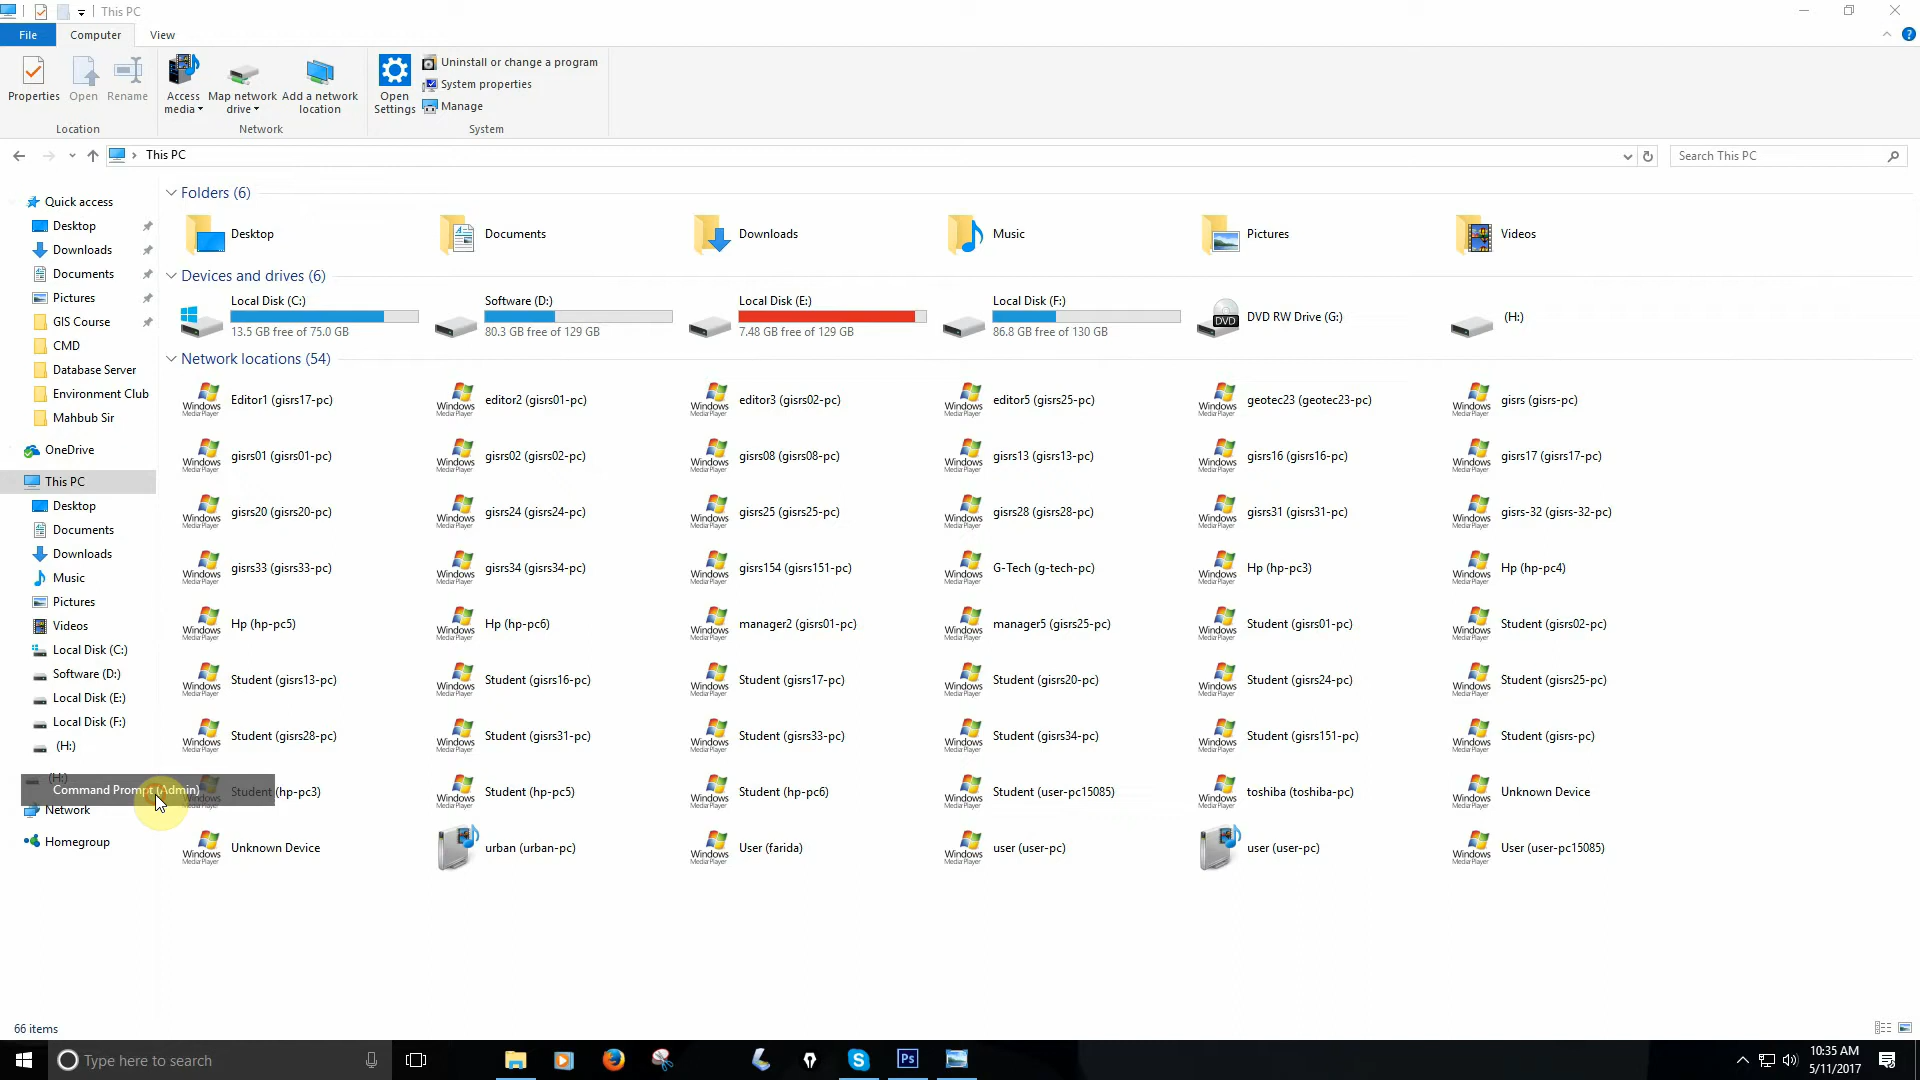 This PC
File Computer View
Uninstall or change a program
System properties
Manage
Properties Open Rename Access media Map network drive Add a network location Open Settings
Location Network System
This PC
Search This PC
Quick access
Desktop
Downloads
Documents
Pictures
GIS Course
CMD
Database Server
Environment Club
Mahbub Sir
OneDrive
This PC
Desktop
Documents
Downloads
Music
Pictures
Videos
Local Disk (C:)
Software (D:)
Local Disk (E:)
Local Disk (F:)
(H:)
(H:)
Command Prompt (Admin)
Network
Homegroup
Folders (6)
Desktop Documents Downloads Music Pictures Videos
Devices and drives (6)
Local Disk (C:) Software (D:) Local Disk (E:) Local Disk (F:) DVD RW Drive (G:) (H:)
13.5 GB free of 75.0 GB 80.3 GB free of 129 GB 7.48 GB free of 129 GB 86.8 GB free of 130 GB
Network locations (54)
Editor1 (gisrs17-pc) editor2 (gisrs01-pc) editor3 (gisrs02-pc) editor5 (gisrs25-pc) geotec23 (geotec23-pc) gisrs (gisrs-pc)
gisrs01 (gisrs01-pc) gisrs02 (gisrs02-pc) gisrs08 (gisrs08-pc) gisrs13 (gisrs13-pc) gisrs16 (gisrs16-pc) gisrs17 (gisrs17-pc)
gisrs20 (gisrs20-pc) gisrs24 (gisrs24-pc) gisrs25 (gisrs25-pc) gisrs28 (gisrs28-pc) gisrs31 (gisrs31-pc) gisrs-32 (gisrs-32-pc)
gisrs33 (gisrs33-pc) gisrs34 (gisrs34-pc) gisrs154 (gisrs151-pc) G-Tech (g-tech-pc) Hp (hp-pc3) Hp (hp-pc4)
Hp (hp-pc5) Hp (hp-pc6) manager2 (gisrs01-pc) manager5 (gisrs25-pc) Student (gisrs01-pc) Student (gisrs02-pc)
Student (gisrs13-pc) Student (gisrs16-pc) Student (gisrs17-pc) Student (gisrs20-pc) Student (gisrs24-pc) Student (gisrs25-pc)
Student (gisrs28-pc) Student (gisrs31-pc) Student (gisrs33-pc) Student (gisrs34-pc) Student (gisrs151-pc) Student (gisrs-pc)
Student (hp-pc3) Student (hp-pc5) Student (hp-pc6) Student (user-pc15085) toshiba (toshiba-pc) Unknown Device
Unknown Device urban (urban-pc) User (farida) user (user-pc) user (user-pc) User (user-pc15085)
66 items
Type here to search
Ps
10:35 AM
5/11/2017